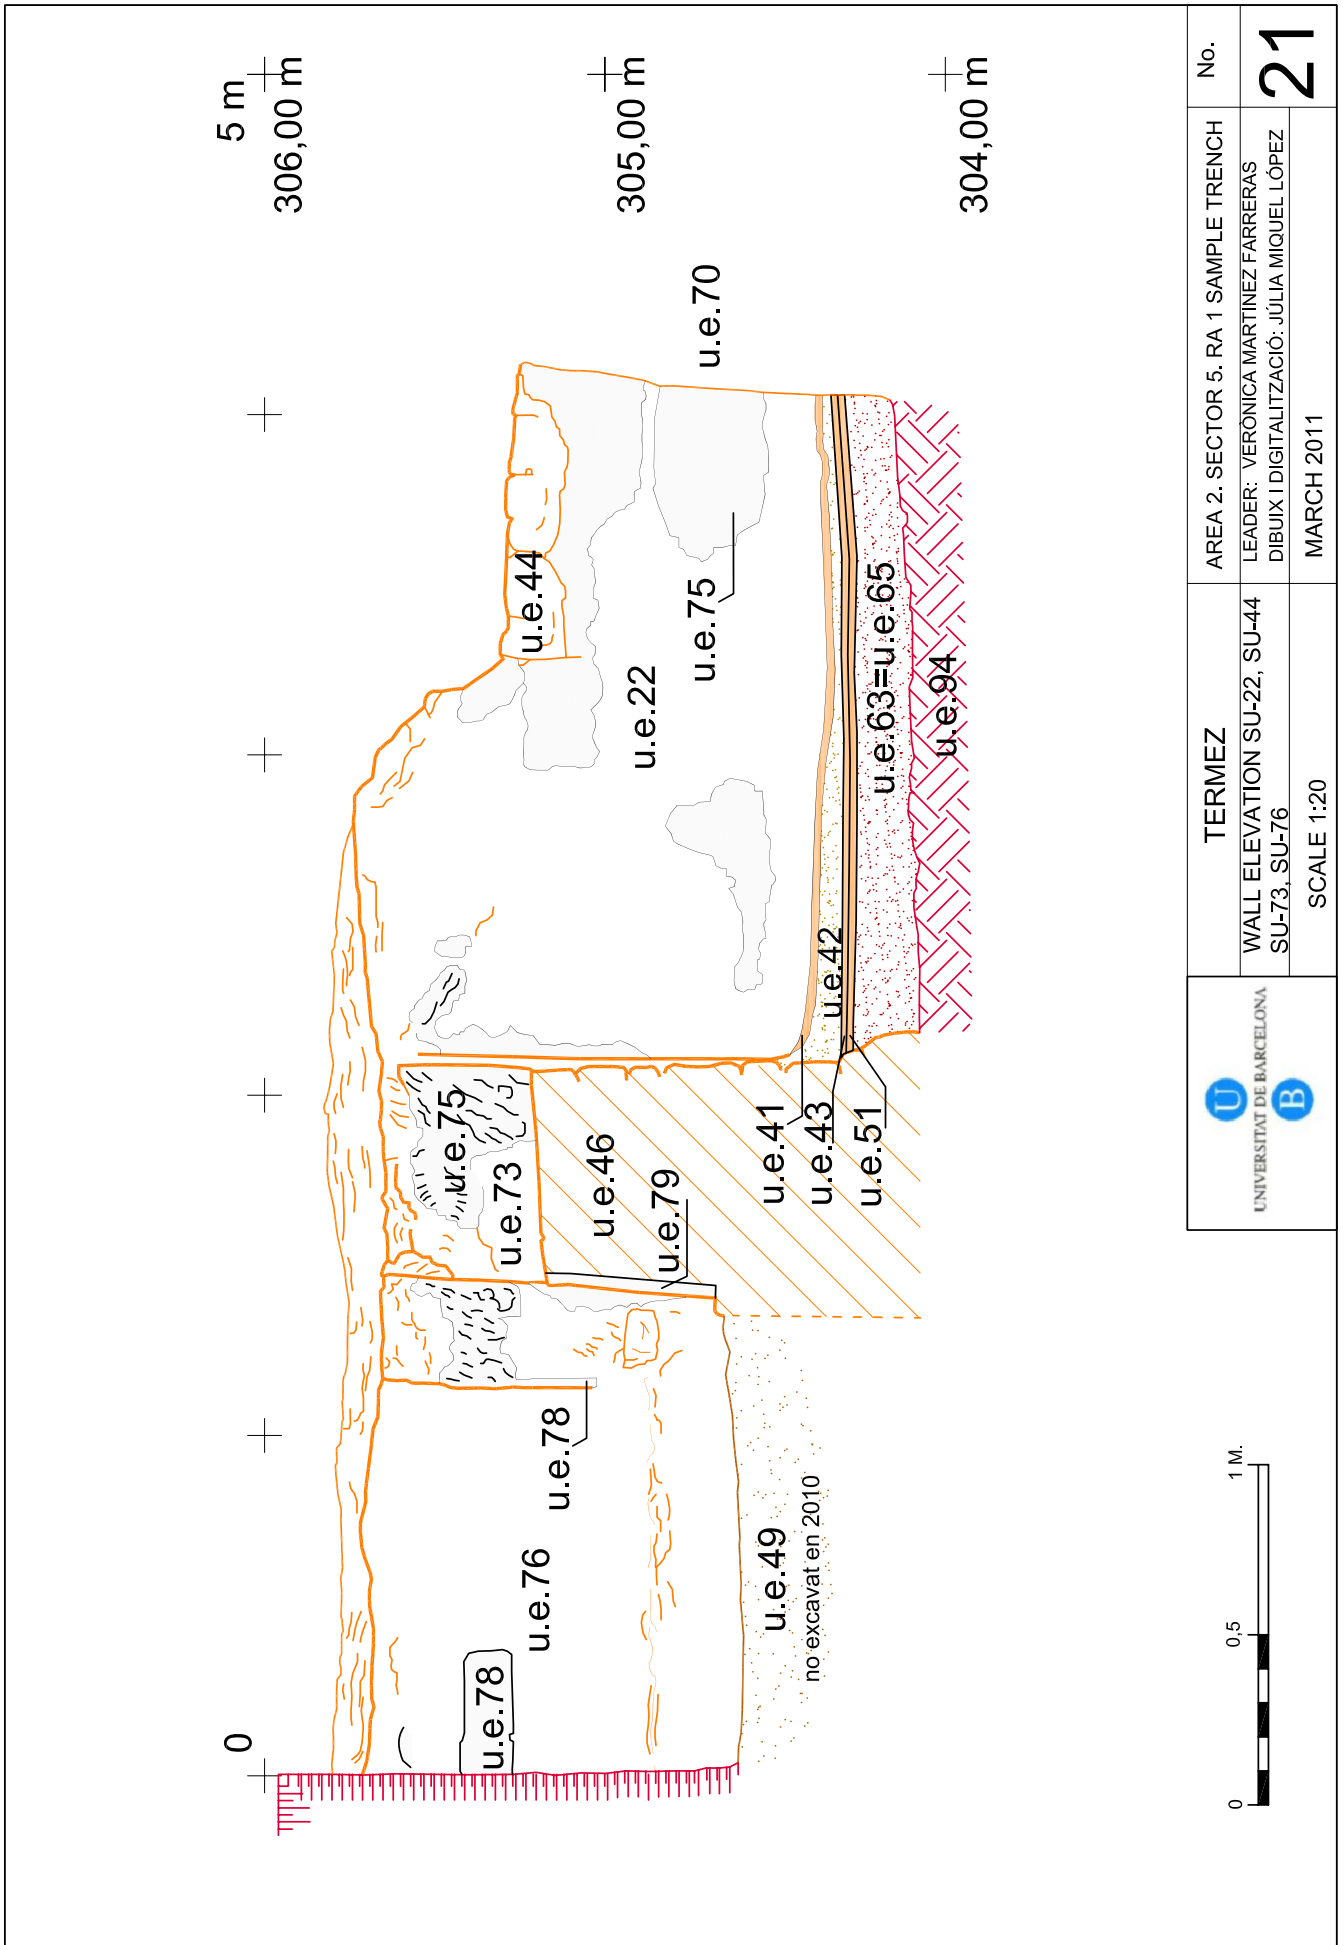 0
5 m
306,00 m
305,00 m
304,00 m
u.e.78
u.e.76
u.e.78
u.e.49
no excavat en 2010
u.e.75
u.e.73
u.e.46
u.e.79
u.e.41
u.e.43
u.e.51
u.e.42
u.e.44
u.e.22
u.e.75
u.e.70
u.e.63=u.e.65
u.e.94
0
0,5
1 M.
U
UNIVERSITAT DE BARCELONA
B
TERMEZ
WALL ELEVATION SU-22, SU-44
SU-73, SU-76
SCALE 1:20
AREA 2. SECTOR 5. RA 1 SAMPLE TRENCH
LEADER: VERÒNICA MARTINEZ FARRERAS
DIBUIX I DIGITALITZACIÓ: JÚLIA MIQUEL LÓPEZ
MARCH 2011
No.
21